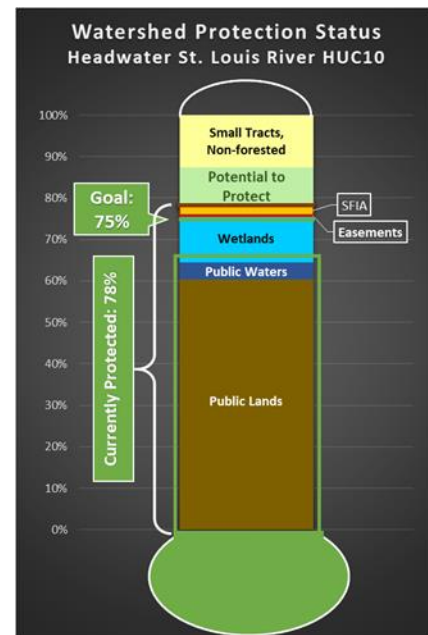 Watershed Protection Status
Headwater St. Louis River HUC10
100%
90%
80%
70%
60%
50%
40%
30%
20%
10%
0%
Small Tracts,
Non-forested
Potential to
Protect
Goal:
75%
SFIA
Easements
Wetlands
Public Waters
Currently Protected: 78%
Public Lands